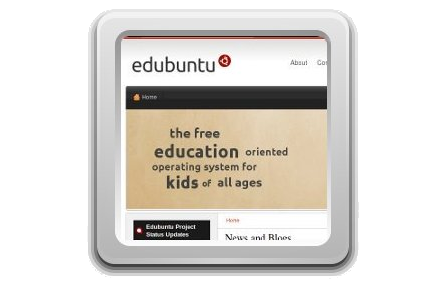 edubuntu
About
Home
the free
education oriented
operating system for
kids of all ages
Edubuntu Project
Status Updates
Home
News and Blogs